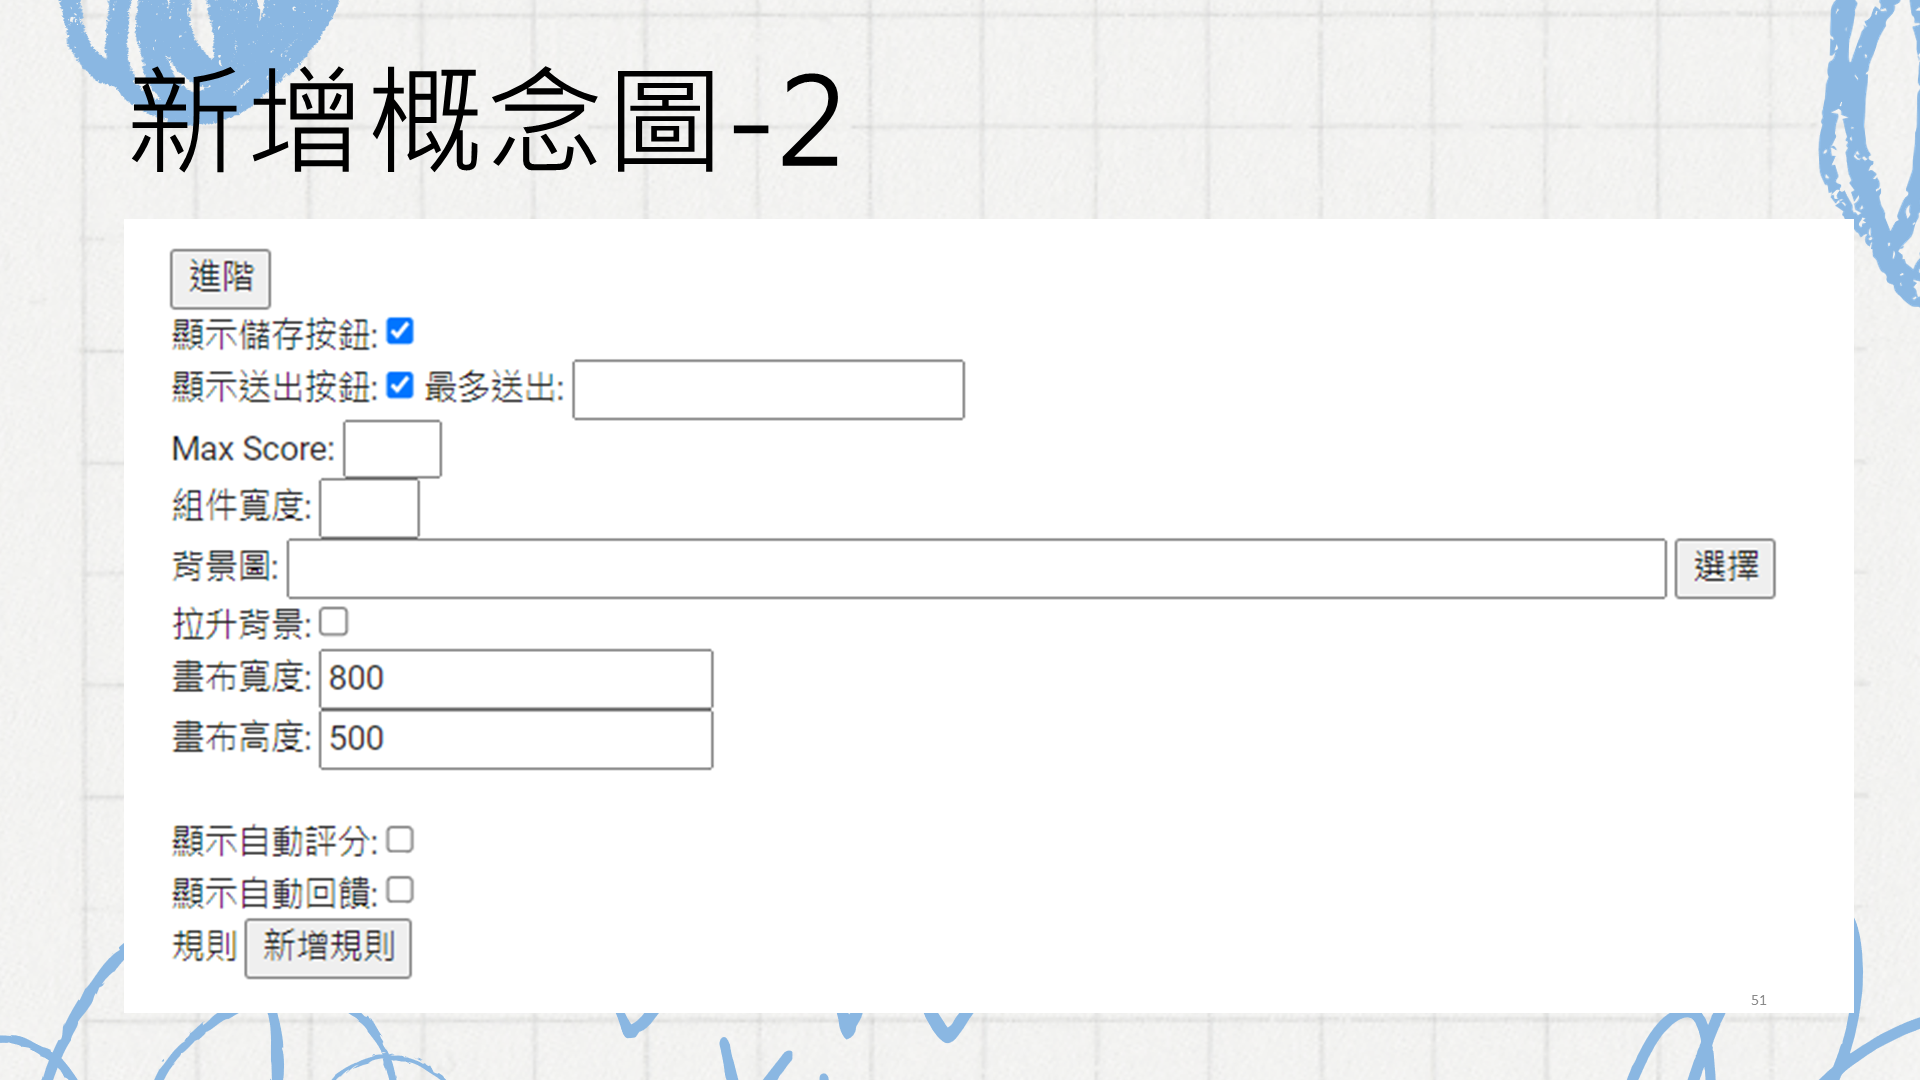 新增概念圖-2
進階
顯示儲存按鈕:
顯示送出按鈕: 最多送出:
Max Score:
組件寬度:
背景圖: 選擇
拉升背景:
畫布寬度: 800
畫布高度: 500
顯示自動評分:
顯示自動回饋:
規則 新增規則
51